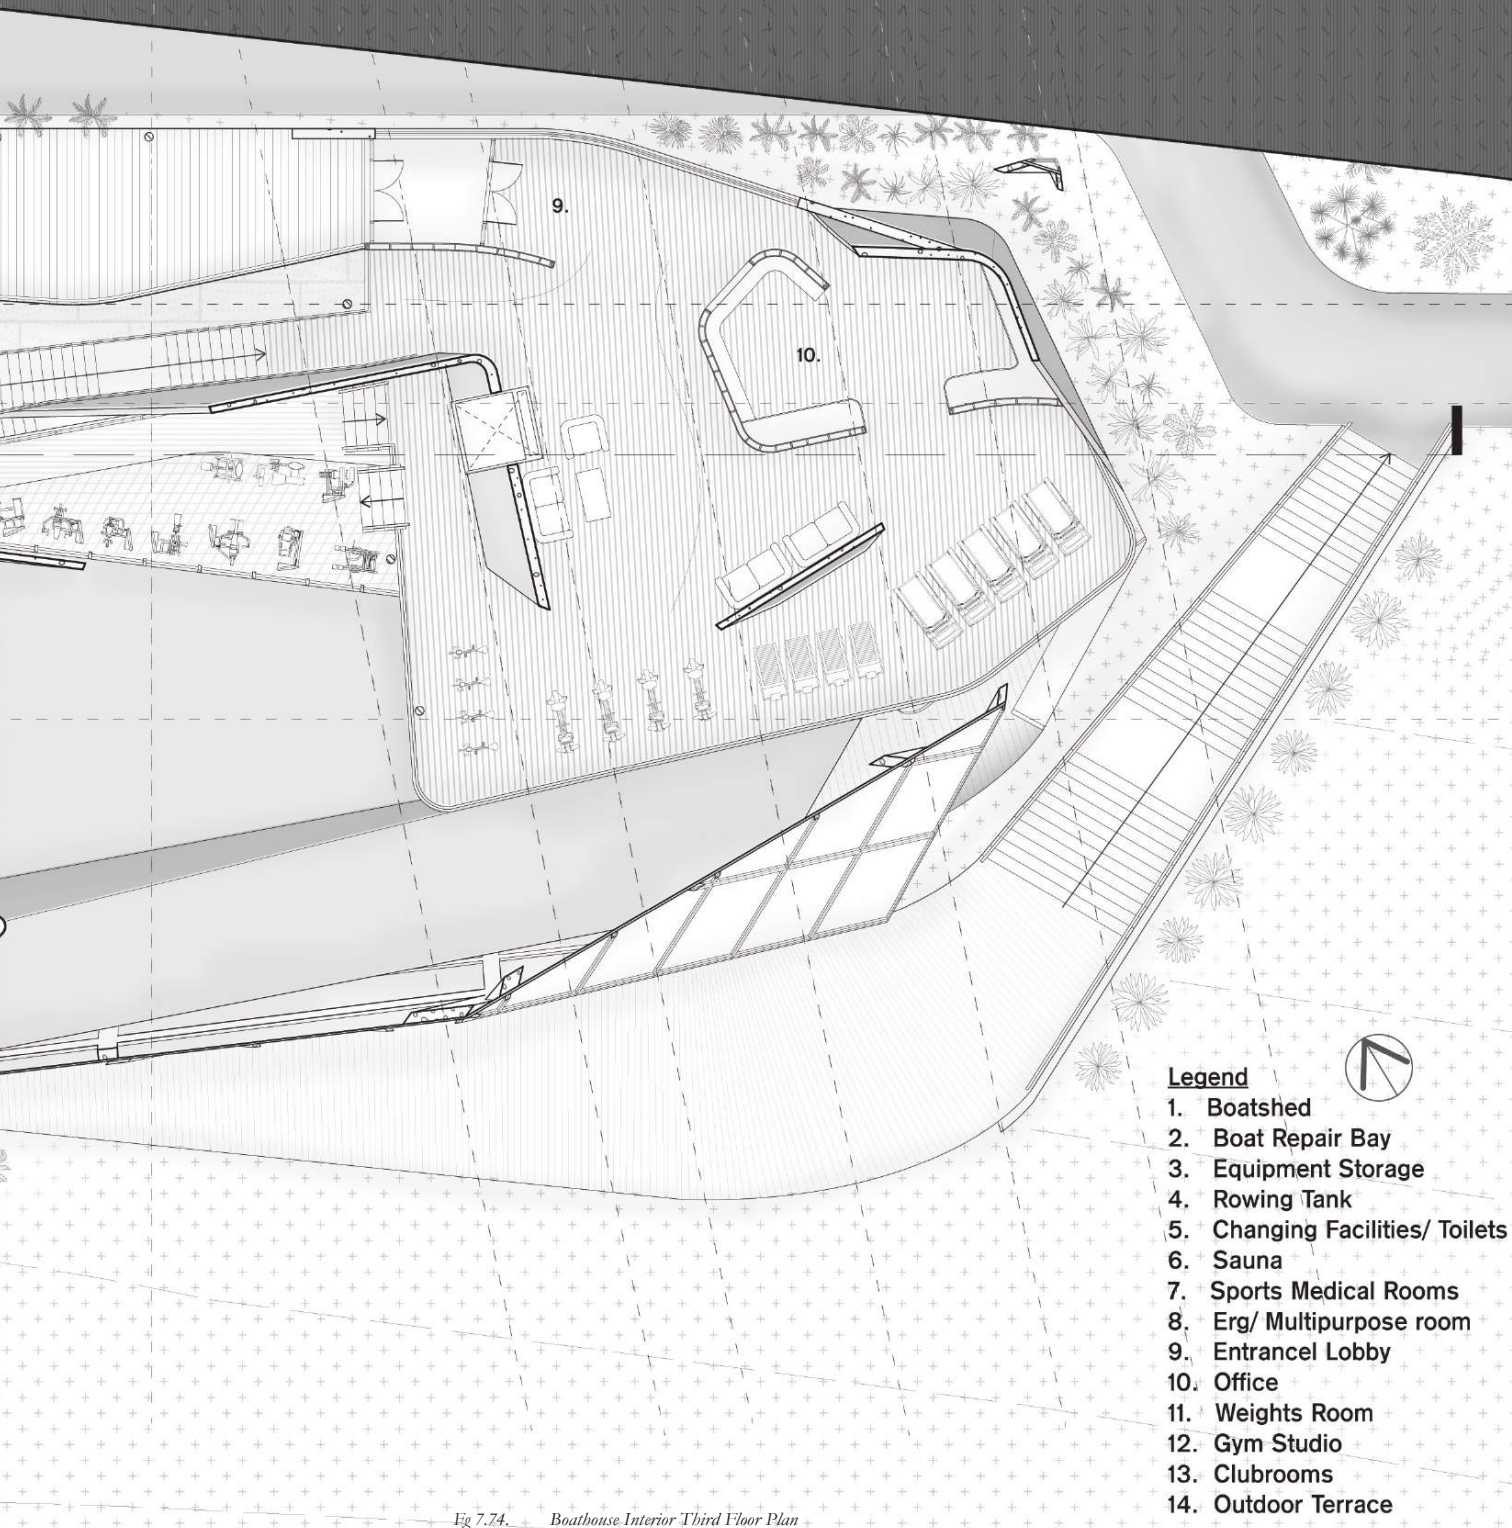 9.
10.
Legend
1. Boatshed
2. Boat Repair Bay
3. Equipment Storage
4. Rowing Tank
5. Changing Facilities/ Toilets
6. Sauna
7. Sports Medical Rooms
8. Erg/ Multipurpose room
9. Entrancel Lobby
10. Office
11. Weights Room
12. Gym Studio
13. Clubrooms
14. Outdoor Terrace
Fg 7.74. Boathouse Interior Third Floor Plan